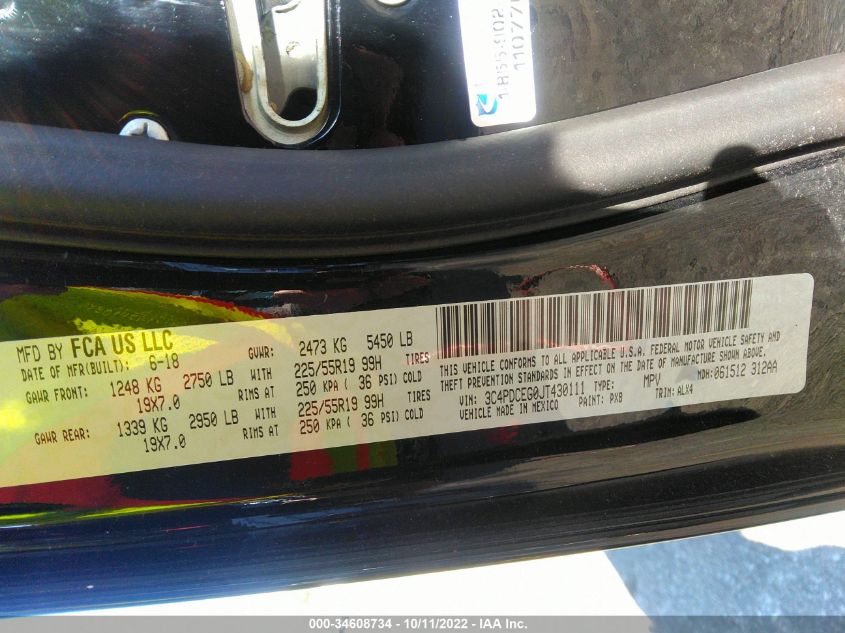 MFD BY FCA US LLC
DATE OF MFR(BUILT): 6-18 GVWR: 2473 KG 5450 LB
GAWR FRONT: 1248 KG 2750 LB WITH 225/55R19 99H TIRES
19X7.0 RIMS AT 250 KPA ( 36 PSI) COLD
GAWR REAR: 1339 KG 2950 LB WITH 225/55R19 99H TIRES
19X7.0 RIMS AT 250 KPA ( 36 PSI) COLD
THIS VEHICLE CONFORMS TO ALL APPLICABLE U.S.A. FEDERAL MOTOR VEHICLE SAFETY AND
THEFT PREVENTION STANDARDS IN EFFECT ON THE DATE OF MANUFACTURE SHOWN ABOVE.
VIN: 3C4PDCEG0JT430111 TYPE: MPV MDH: 061512 312AA
VEHICLE MADE IN MEXICO PAINT: PXB TRIM: ALX4
000-34608734 - 10/11/2022 - IAA Inc.